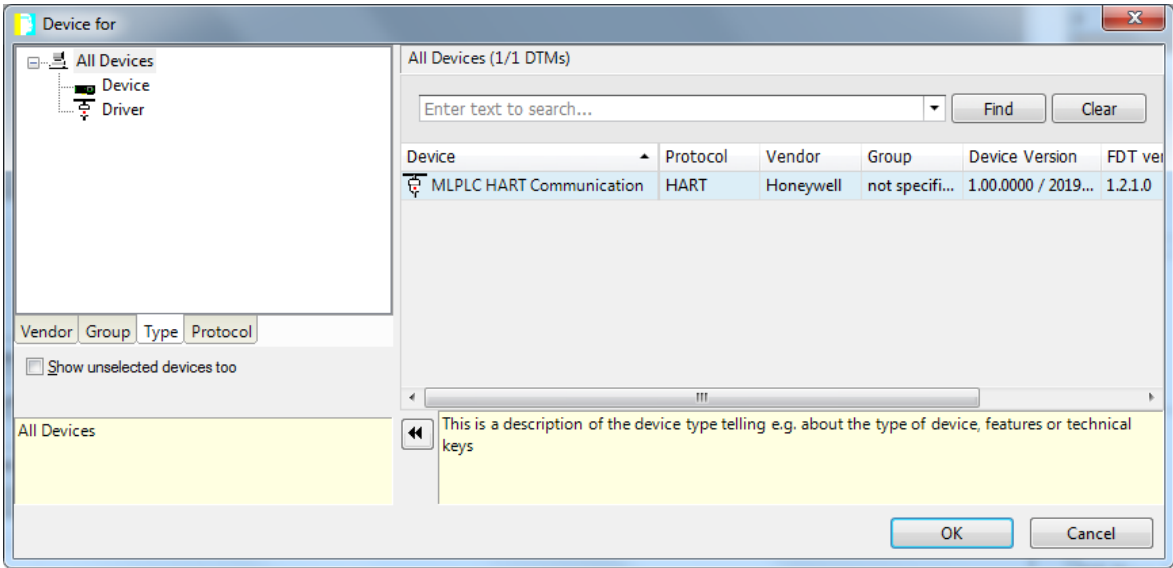 Device for
All Devices
Device
Driver
Vendor Group Type Protocol
Show unselected devices too
All Devices
All Devices (1/1 DTMs)
Enter text to search... Find Clear
Device Protocol Vendor Group Device Version FDT ver
MLPLC HART Communication HART Honeywell not specifi... 1.00.0000 / 2019... 1.2.1.0
This is a description of the device type telling e.g. about the type of device, features or technical
keys
OK Cancel